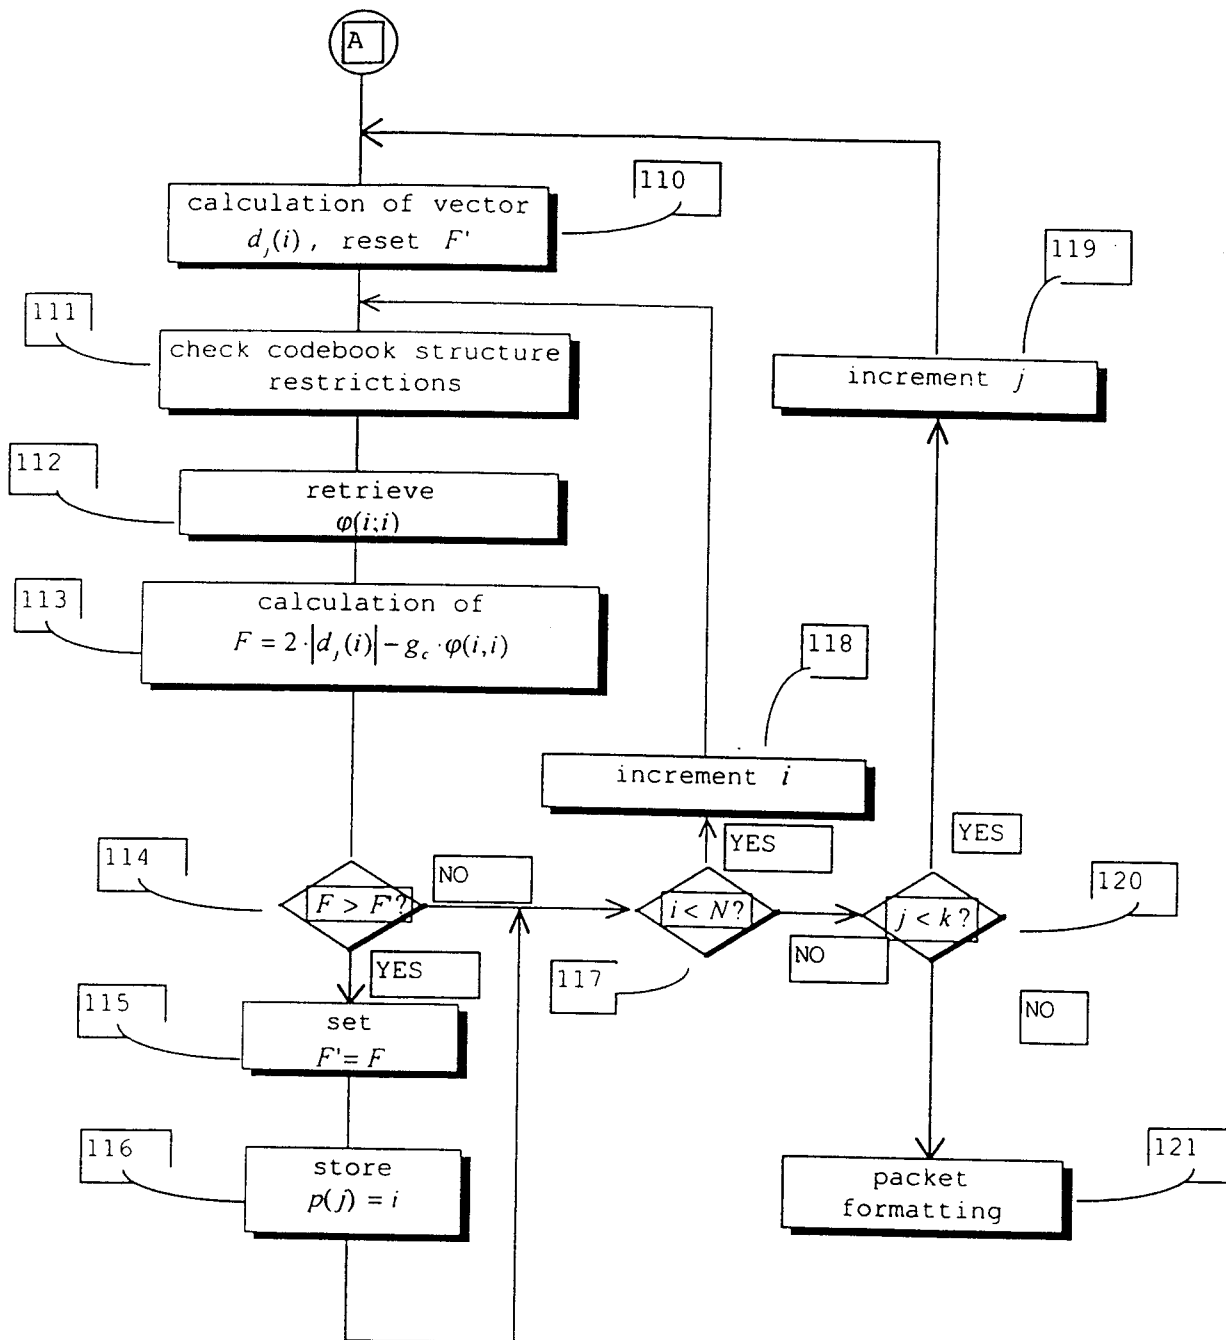 A
110
calculation of vector
d_j(i), reset F'
119
111
check codebook structure
restrictions
increment j
112
retrieve
φ(i;i)
113
calculation of
F = 2·|d_j(i)| − g_c·φ(i,i)
118
increment i
YES
YES
114
NO
F > F'?
i < N?
j < k?
120
YES
117
NO
115
set
F'= F
NO
116
store
p(j) = i
121
packet
formatting